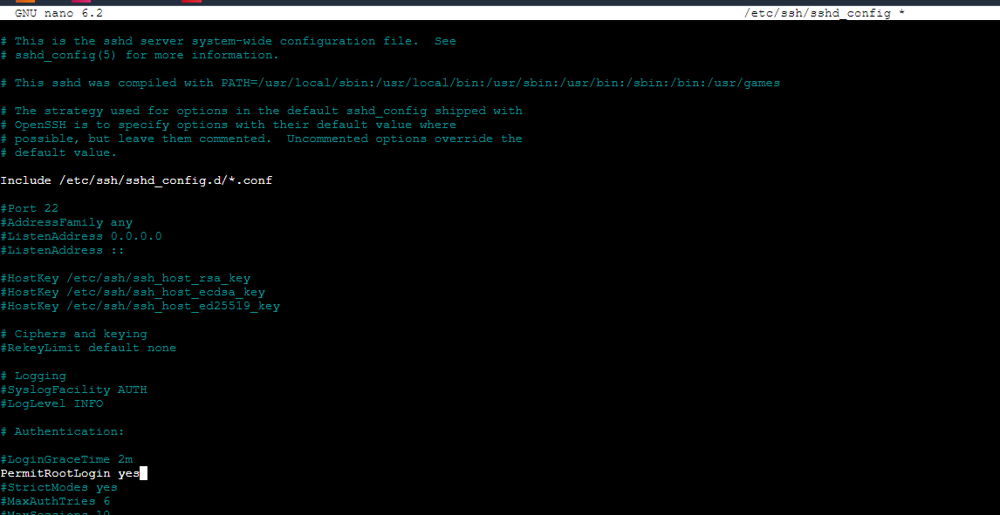 GNU nano 6.2 /etc/ssh/sshd_config *
# This is the sshd server system-wide configuration file.  See
# sshd_config(5) for more information.
# This sshd was compiled with PATH=/usr/local/sbin:/usr/local/bin:/usr/sbin:/usr/bin:/sbin:/bin:/usr/games
# The strategy used for options in the default sshd_config shipped with
# OpenSSH is to specify options with their default value where
# possible, but leave them commented.  Uncommented options override the
# default value.
Include /etc/ssh/sshd_config.d/*.conf
#Port 22
#AddressFamily any
#ListenAddress 0.0.0.0
#ListenAddress ::
#HostKey /etc/ssh/ssh_host_rsa_key
#HostKey /etc/ssh/ssh_host_ecdsa_key
#HostKey /etc/ssh/ssh_host_ed25519_key
# Ciphers and keying
#RekeyLimit default none
# Logging
#SyslogFacility AUTH
#LogLevel INFO
# Authentication:
#LoginGraceTime 2m
PermitRootLogin yes
#StrictModes yes
#MaxAuthTries 6
#MaxSessions 10